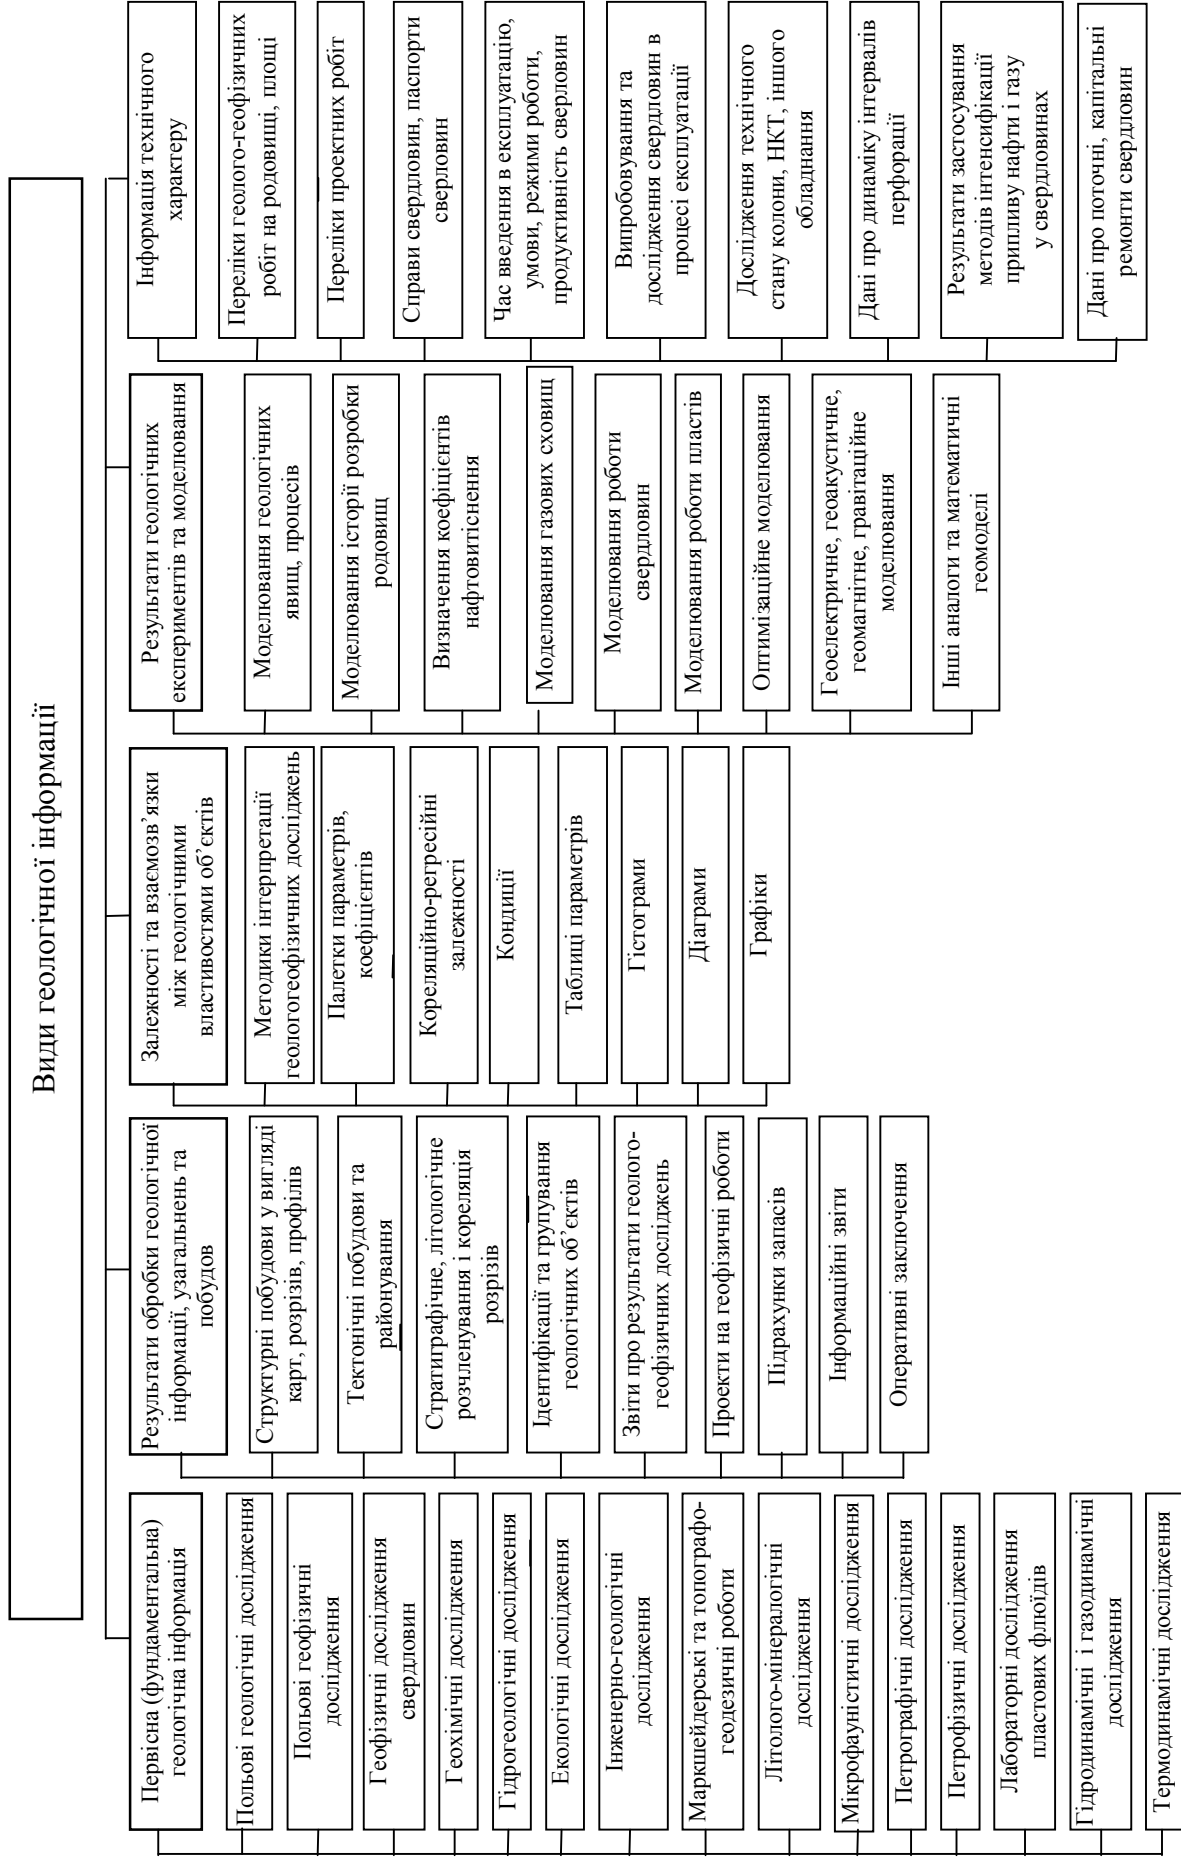 Види геологічної інформації
Первісна (фундаментальна)
геологічна інформація
Польові геологічні дослідження
Польові геофізичні
дослідження
Геофізичні дослідження
свердловин
Геохімічні дослідження
Гідрогеологічні дослідження
Екологічні дослідження
Інженерно-геологічні
дослідження
Маркшейдерські та топографо-
геодезичні роботи
Літолого-мінералогічні
дослідження
Мікрофауністичні дослідження
Петрографічні дослідження
Петрофізичні дослідження
Лабораторні дослідження
пластових флюїдів
Гідродинамічні і газодинамічні
дослідження
Термодинамічні дослідження
Результати обробки геологічної
інформації, узагальнень та
побудов
Структурні побудови у вигляді
карт, розрізів, профілів
Тектонічні побудови та
районування
Стратиграфічне, літологічне
розчленування і кореляція
розрізів
Ідентифікації та групування
геологічних об’єктів
Звіти про результати геолого-
геофізичних досліджень
Проекти на геофізичні роботи
Підрахунки запасів
Інформаційні звіти
Оперативні заключення
Залежності та взаємозв’язки
між геологічними
властивостями об’єктів
Методики інтерпретації
геологогеофізичних досліджень
Палетки параметрів,
коефіцієнтів
Кореляційно-регресійні
залежності
Кондиції
Таблиці параметрів
Гістограми
Діаграми
Графіки
Результати геологічних
експериментів та моделювання
Моделювання геологічних
явищ, процесів
Моделювання історії розробки
родовищ
Визначення коефіцієнтів
нафтовитіснення
Моделювання газових сховищ
Моделювання роботи
свердловин
Моделювання роботи пластів
Оптимізаційне моделювання
Геоелектричне, геоакустичне,
геомагнітне, гравітаційне
моделювання
Інші аналоги та математичні
геомоделі
Інформація технічного
характеру
Переліки геолого-геофізичних
робіт на родовищі, площі
Переліки проектних робіт
Справи свердловин, паспорти
сверловин
Час введення в експлуатацію,
умови, режими роботи,
продуктивність сверловин
Випробовування та
дослідження свердловин в
процесі експлуатації
Дослідження технічного
стану колони, НКТ, іншого
обладнання
Дані про динаміку інтервалів
перфорації
Результати застосування
методів інтенсифікації
припливу нафти і газу
у свердловинах
Дані про поточні, капітальні
ремонти свердловин